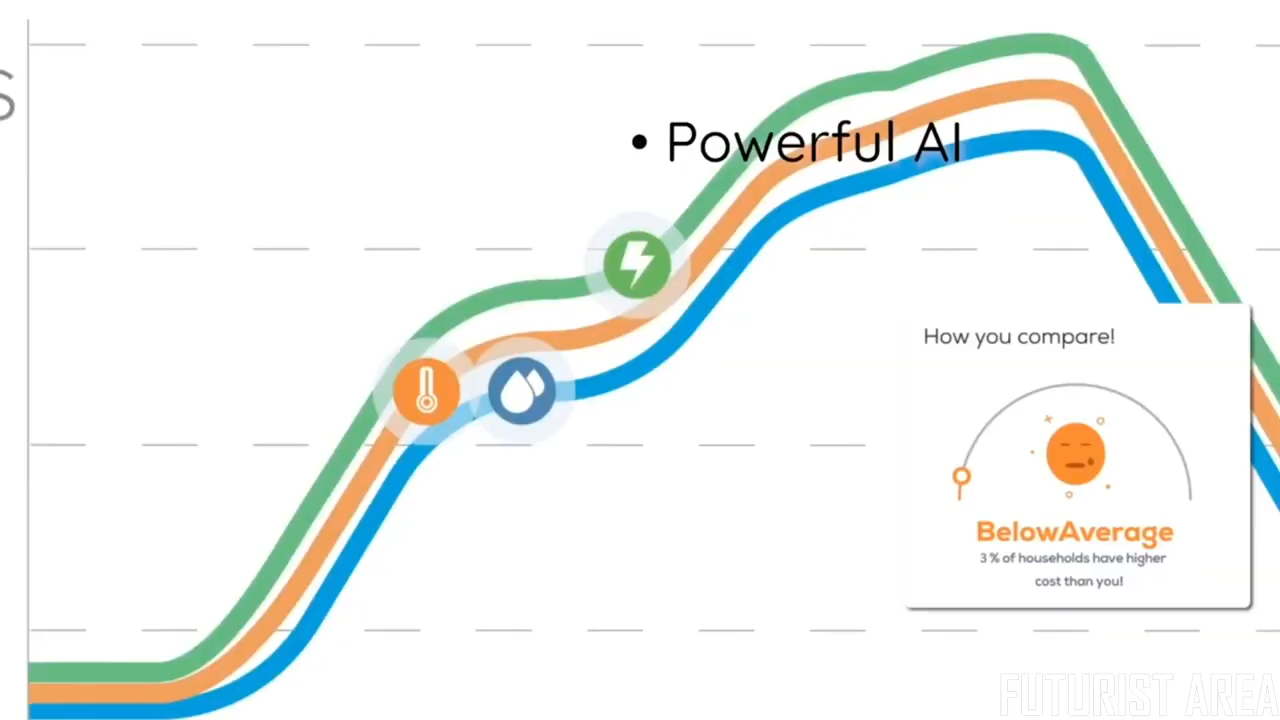 • Powerful AI
How you compare!
BelowAverage
3 % of households have higher
cost than you!
FUTURIST AREA